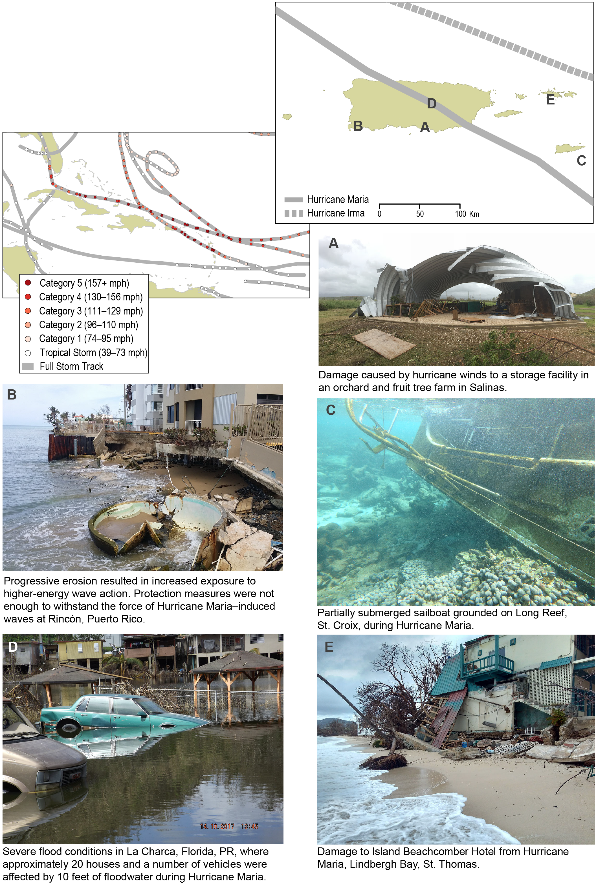 D
E
B
A
C
Hurricane Maria
Hurricane Irma
0 50 100 Km
Category 5 (157+ mph)
Category 4 (130–156 mph)
Category 3 (111–129 mph)
Category 2 (96–110 mph)
Category 1 (74–95 mph)
Tropical Storm (39–73 mph)
Full Storm Track
A
Damage caused by hurricane winds to a storage facility in
an orchard and fruit tree farm in Salinas.
B
Progressive erosion resulted in increased exposure to
higher-energy wave action. Protection measures were not
enough to withstand the force of Hurricane Maria–induced
waves at Rincón, Puerto Rico.
C
Partially submerged sailboat grounded on Long Reef,
St. Croix, during Hurricane Maria.
D
Severe flood conditions in La Charca, Florida, PR, where
approximately 20 houses and a number of vehicles were
affected by 10 feet of floodwater during Hurricane Maria.
E
Damage to Island Beachcomber Hotel from Hurricane
Maria, Lindbergh Bay, St. Thomas.